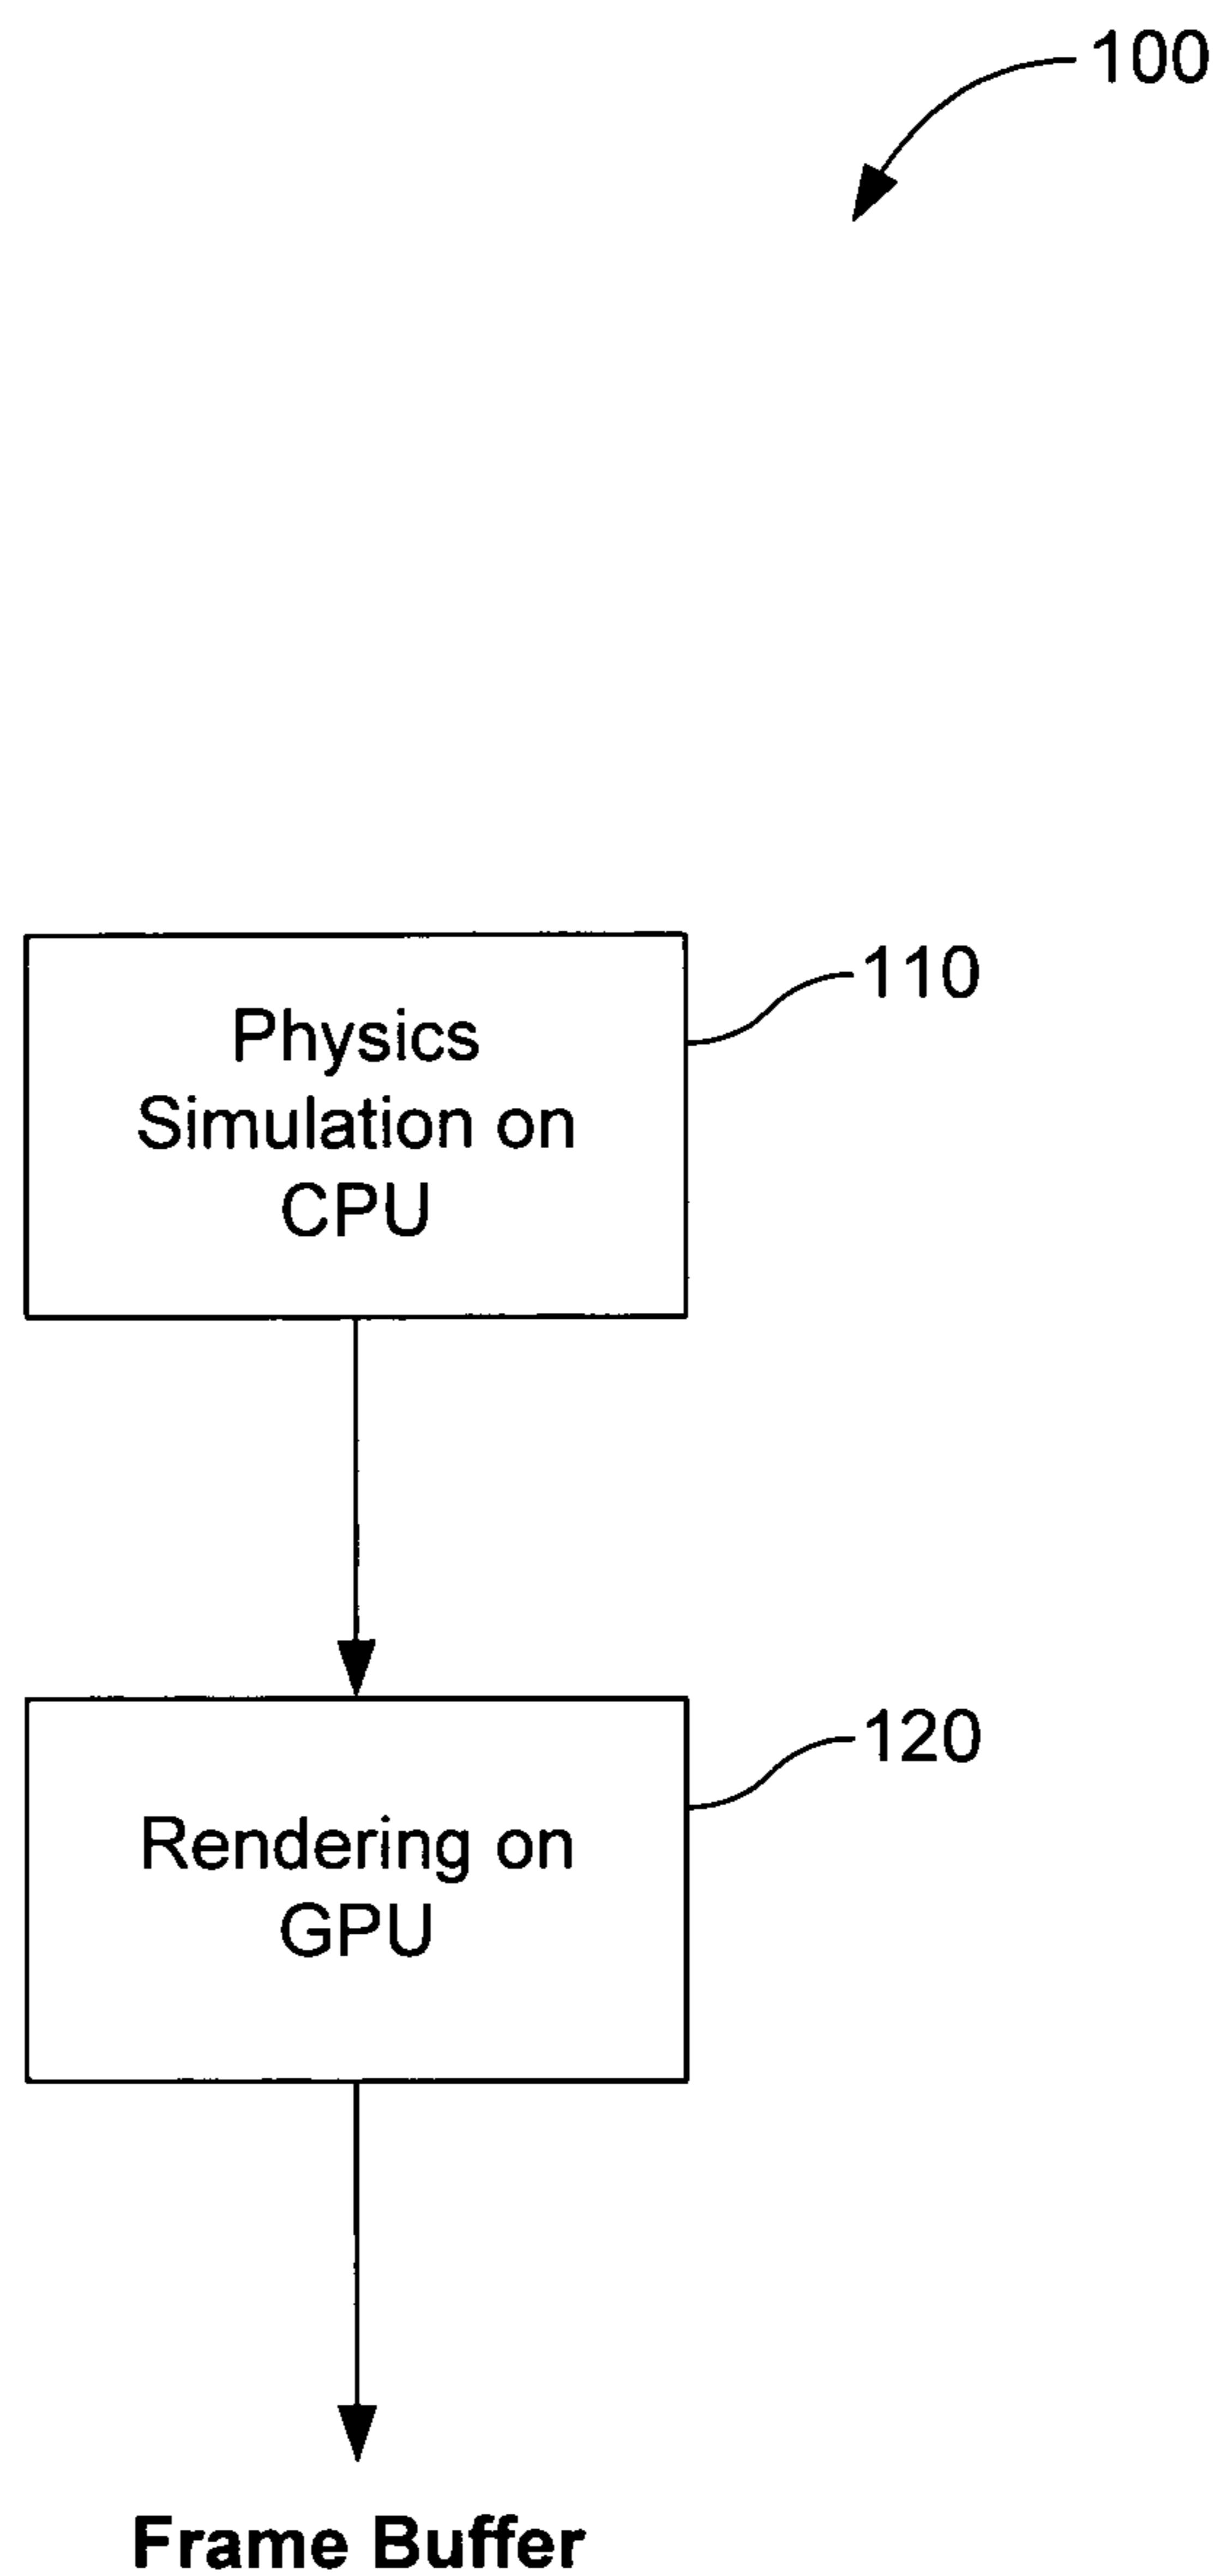 100
110
Physics
Simulation on
CPU
120
Rendering on
GPU
Frame Buffer